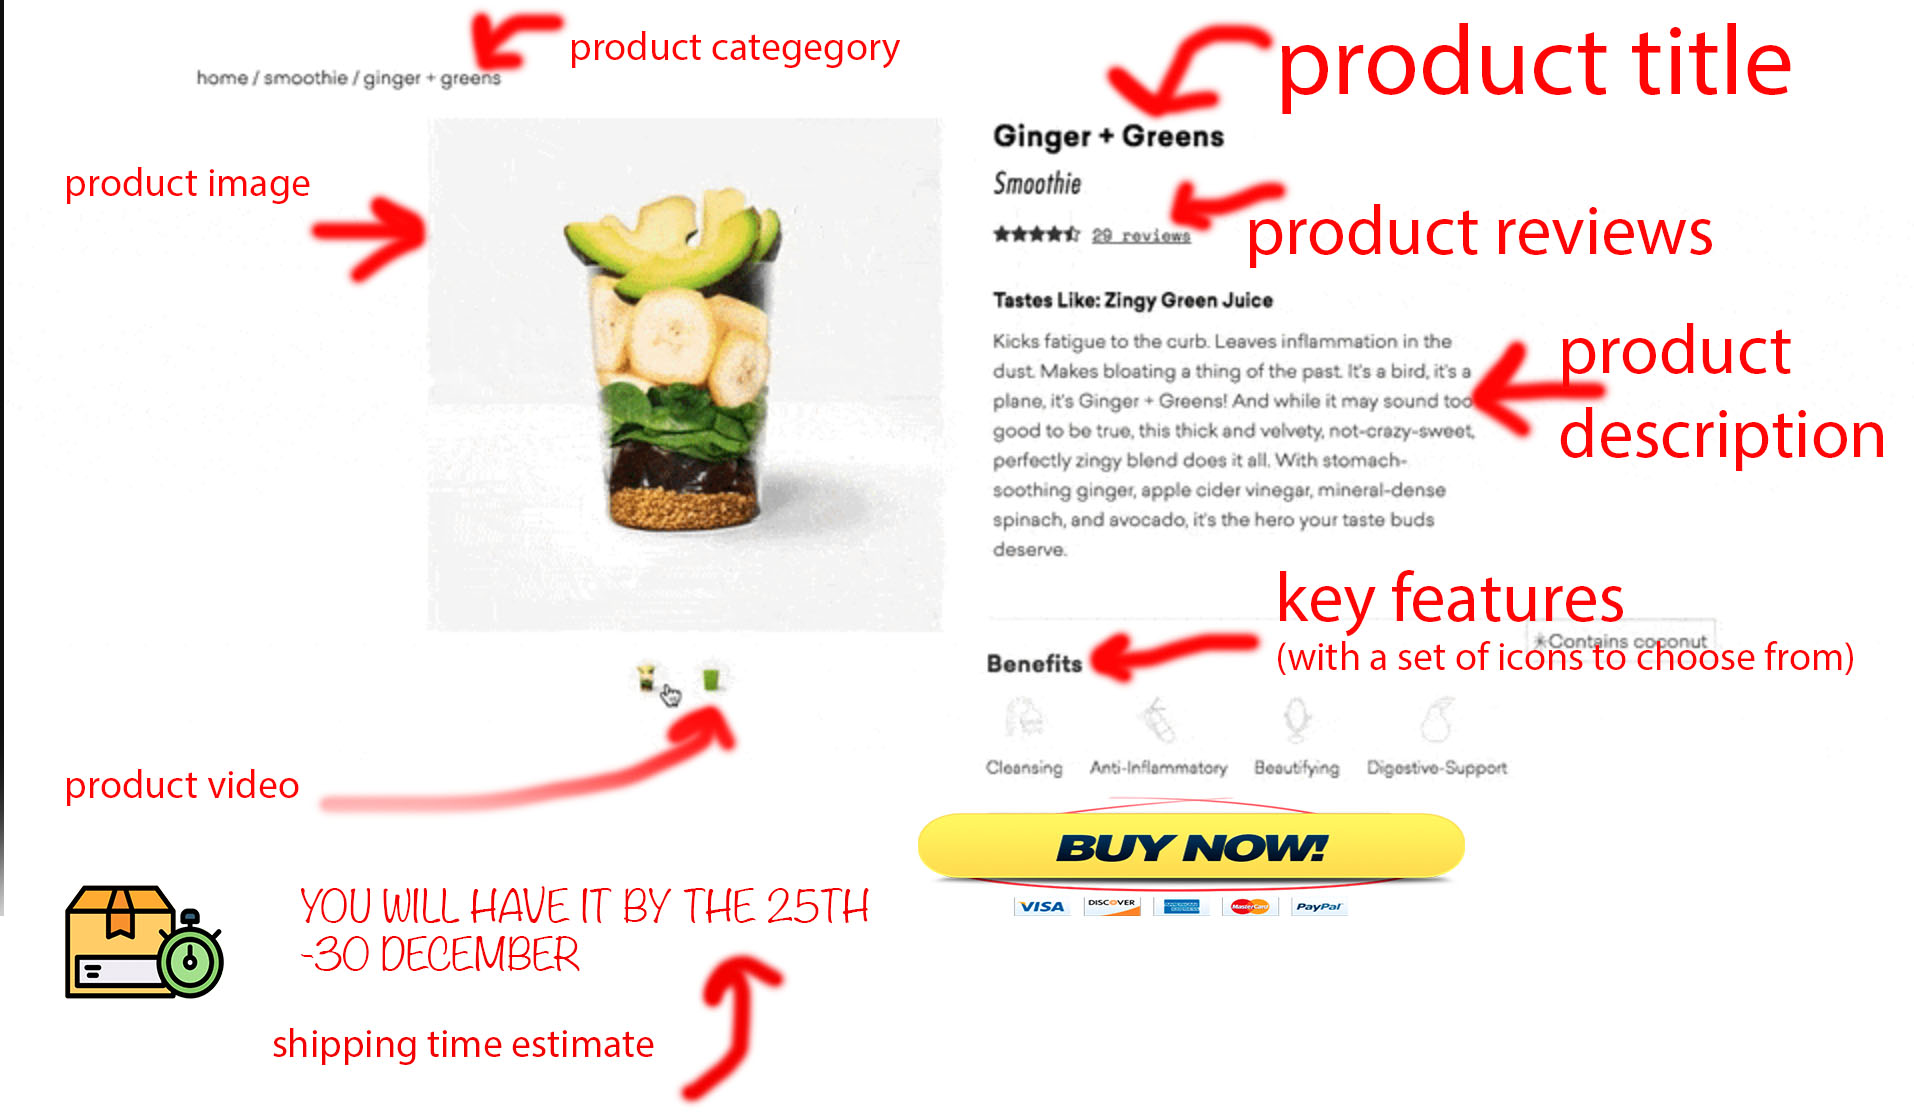 product categegory
home / smoothie / ginger + greens
product image
product video
YOU WILL HAVE IT BY THE 25TH
-30 DECEMBER
shipping time estimate
product title
Ginger + Greens
Smoothie
29 reviews
product reviews
Tastes Like: Zingy Green Juice
Kicks fatigue to the curb. Leaves inflammation in the
dust. Makes bloating a thing of the past. It's a bird, it's a
plane, it's Ginger + Greens! And while it may sound too
good to be true, this thick and velvety, not-crazy-sweet,
perfectly zingy blend does it all. With stomach-
soothing ginger, apple cider vinegar, mineral-dense
spinach, and avocado, it's the hero your taste buds
deserve.
product
description
key features
(with a set of icons to choose from)
*Contains coconut
Benefits
Cleansing Anti-Inflammatory Beautifying Digestive-Support
BUY NOW!
VISA DISCOVER AMERICAN EXPRESS MasterCard PayPal